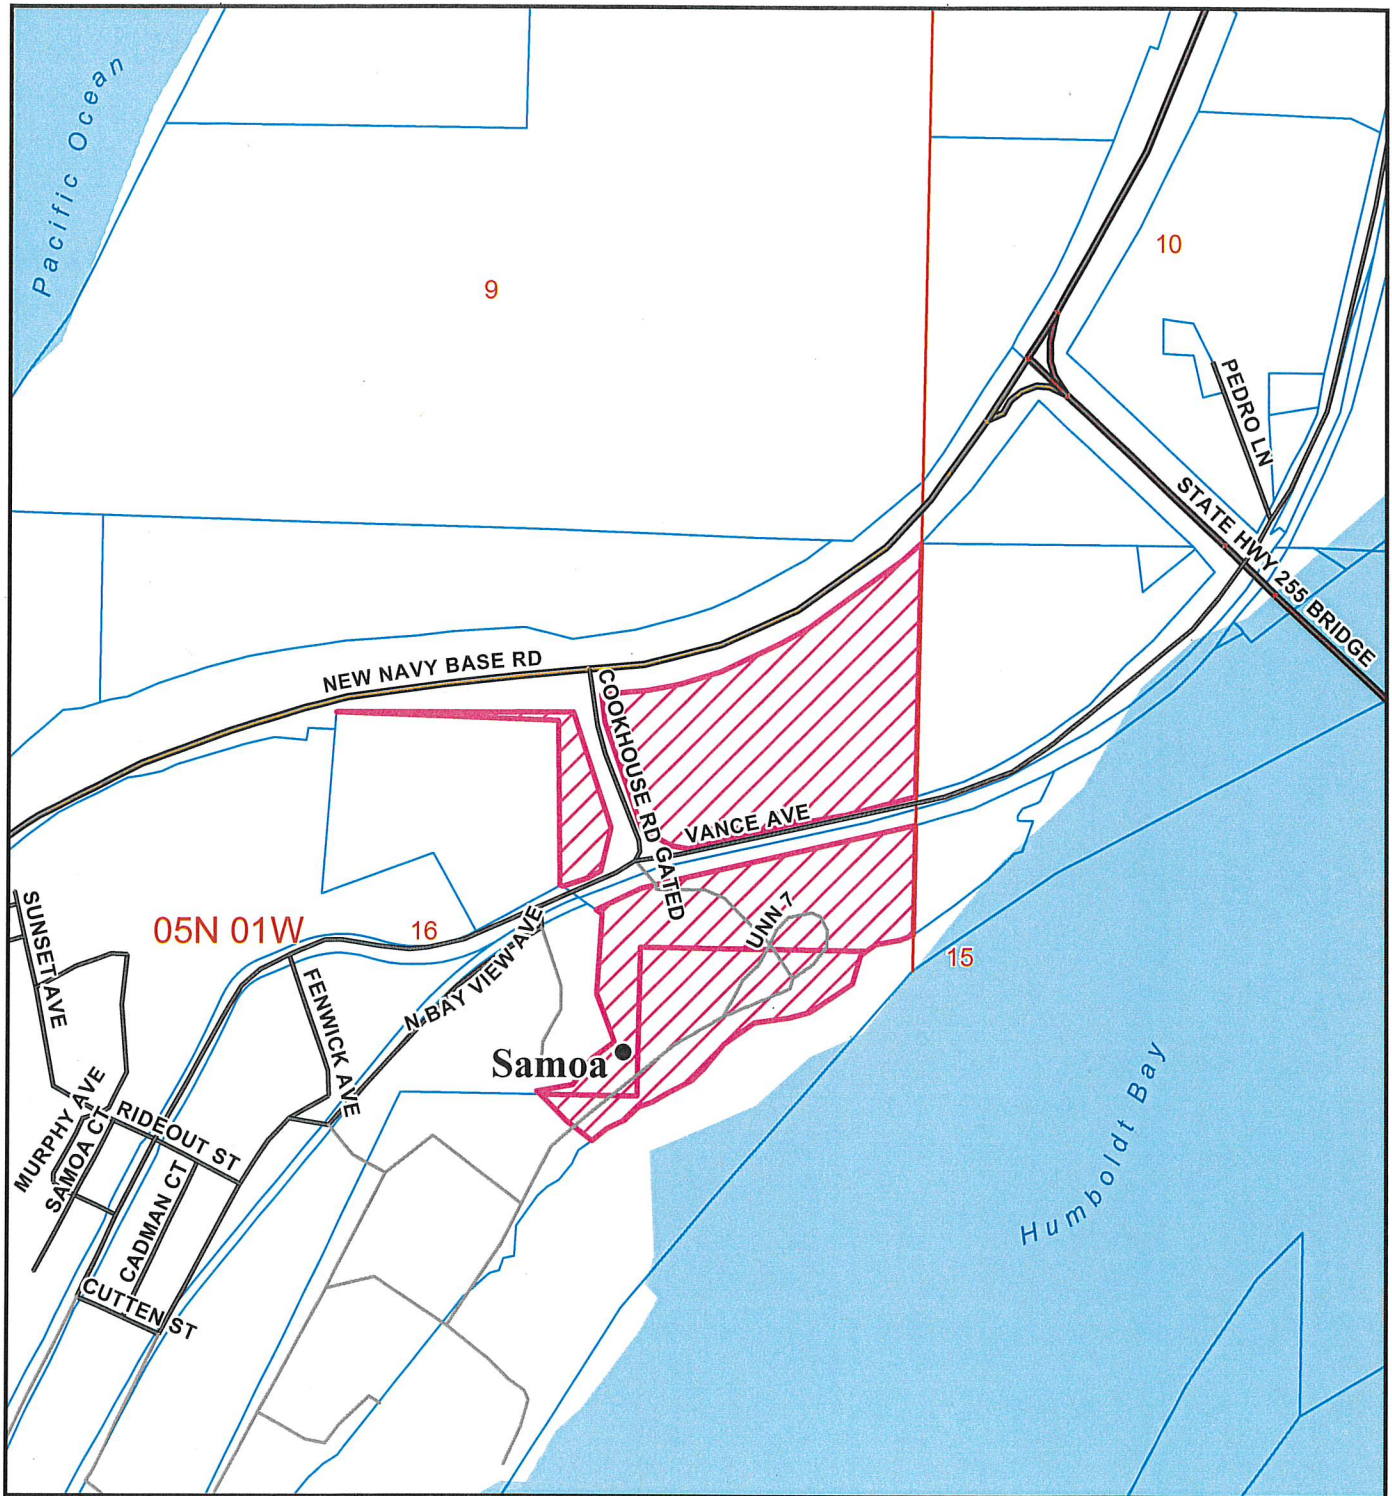 Pacific Ocean
9
10
PEDRO LN
STATE HWY 255 BRIDGE
NEW NAVY BASE RD
COOKHOUSE RD GATED
VANCE AVE
UNN-7
SUNSET AVE
05N 01W
16
15
FENWICK AVE
N BAY VIEW AVE
Samoa
MURPHY AVE
SAMOA CT
RIDEOUT ST
CADMAN CT
CUTTEN ST
Humboldt Bay